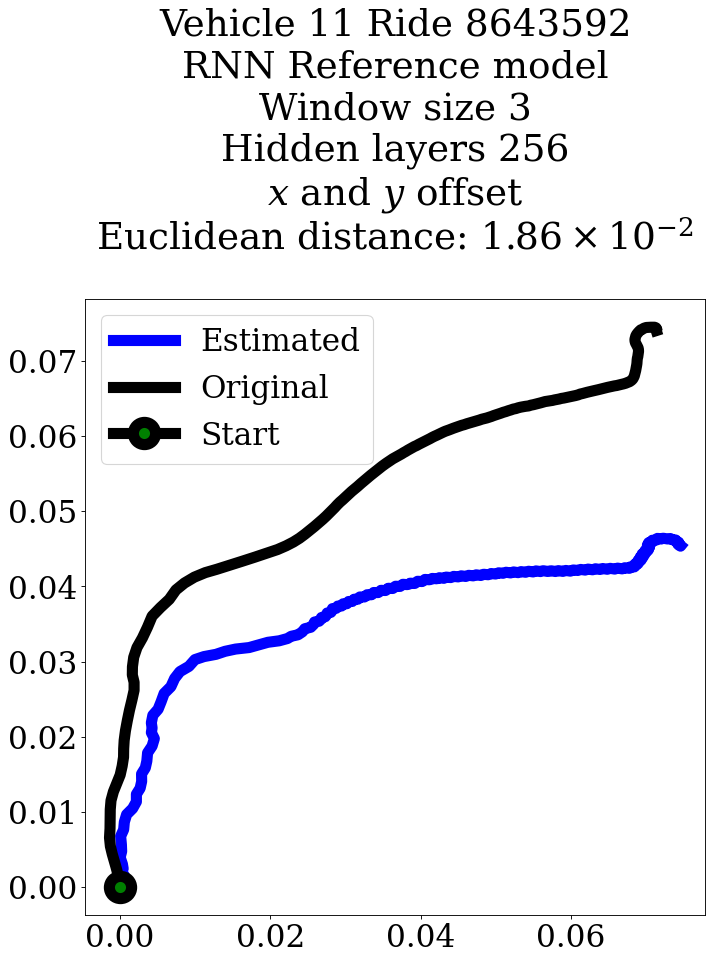 Vehicle 11 Ride 8643592
RNN Reference model
Window size 3
Hidden layers 256
x and y offset
Euclidean distance: 1.86 × 10⁻²
Estimated
Original
Start
0.07
0.06
0.05
0.04
0.03
0.02
0.01
0.00
0.00 0.02 0.04 0.06